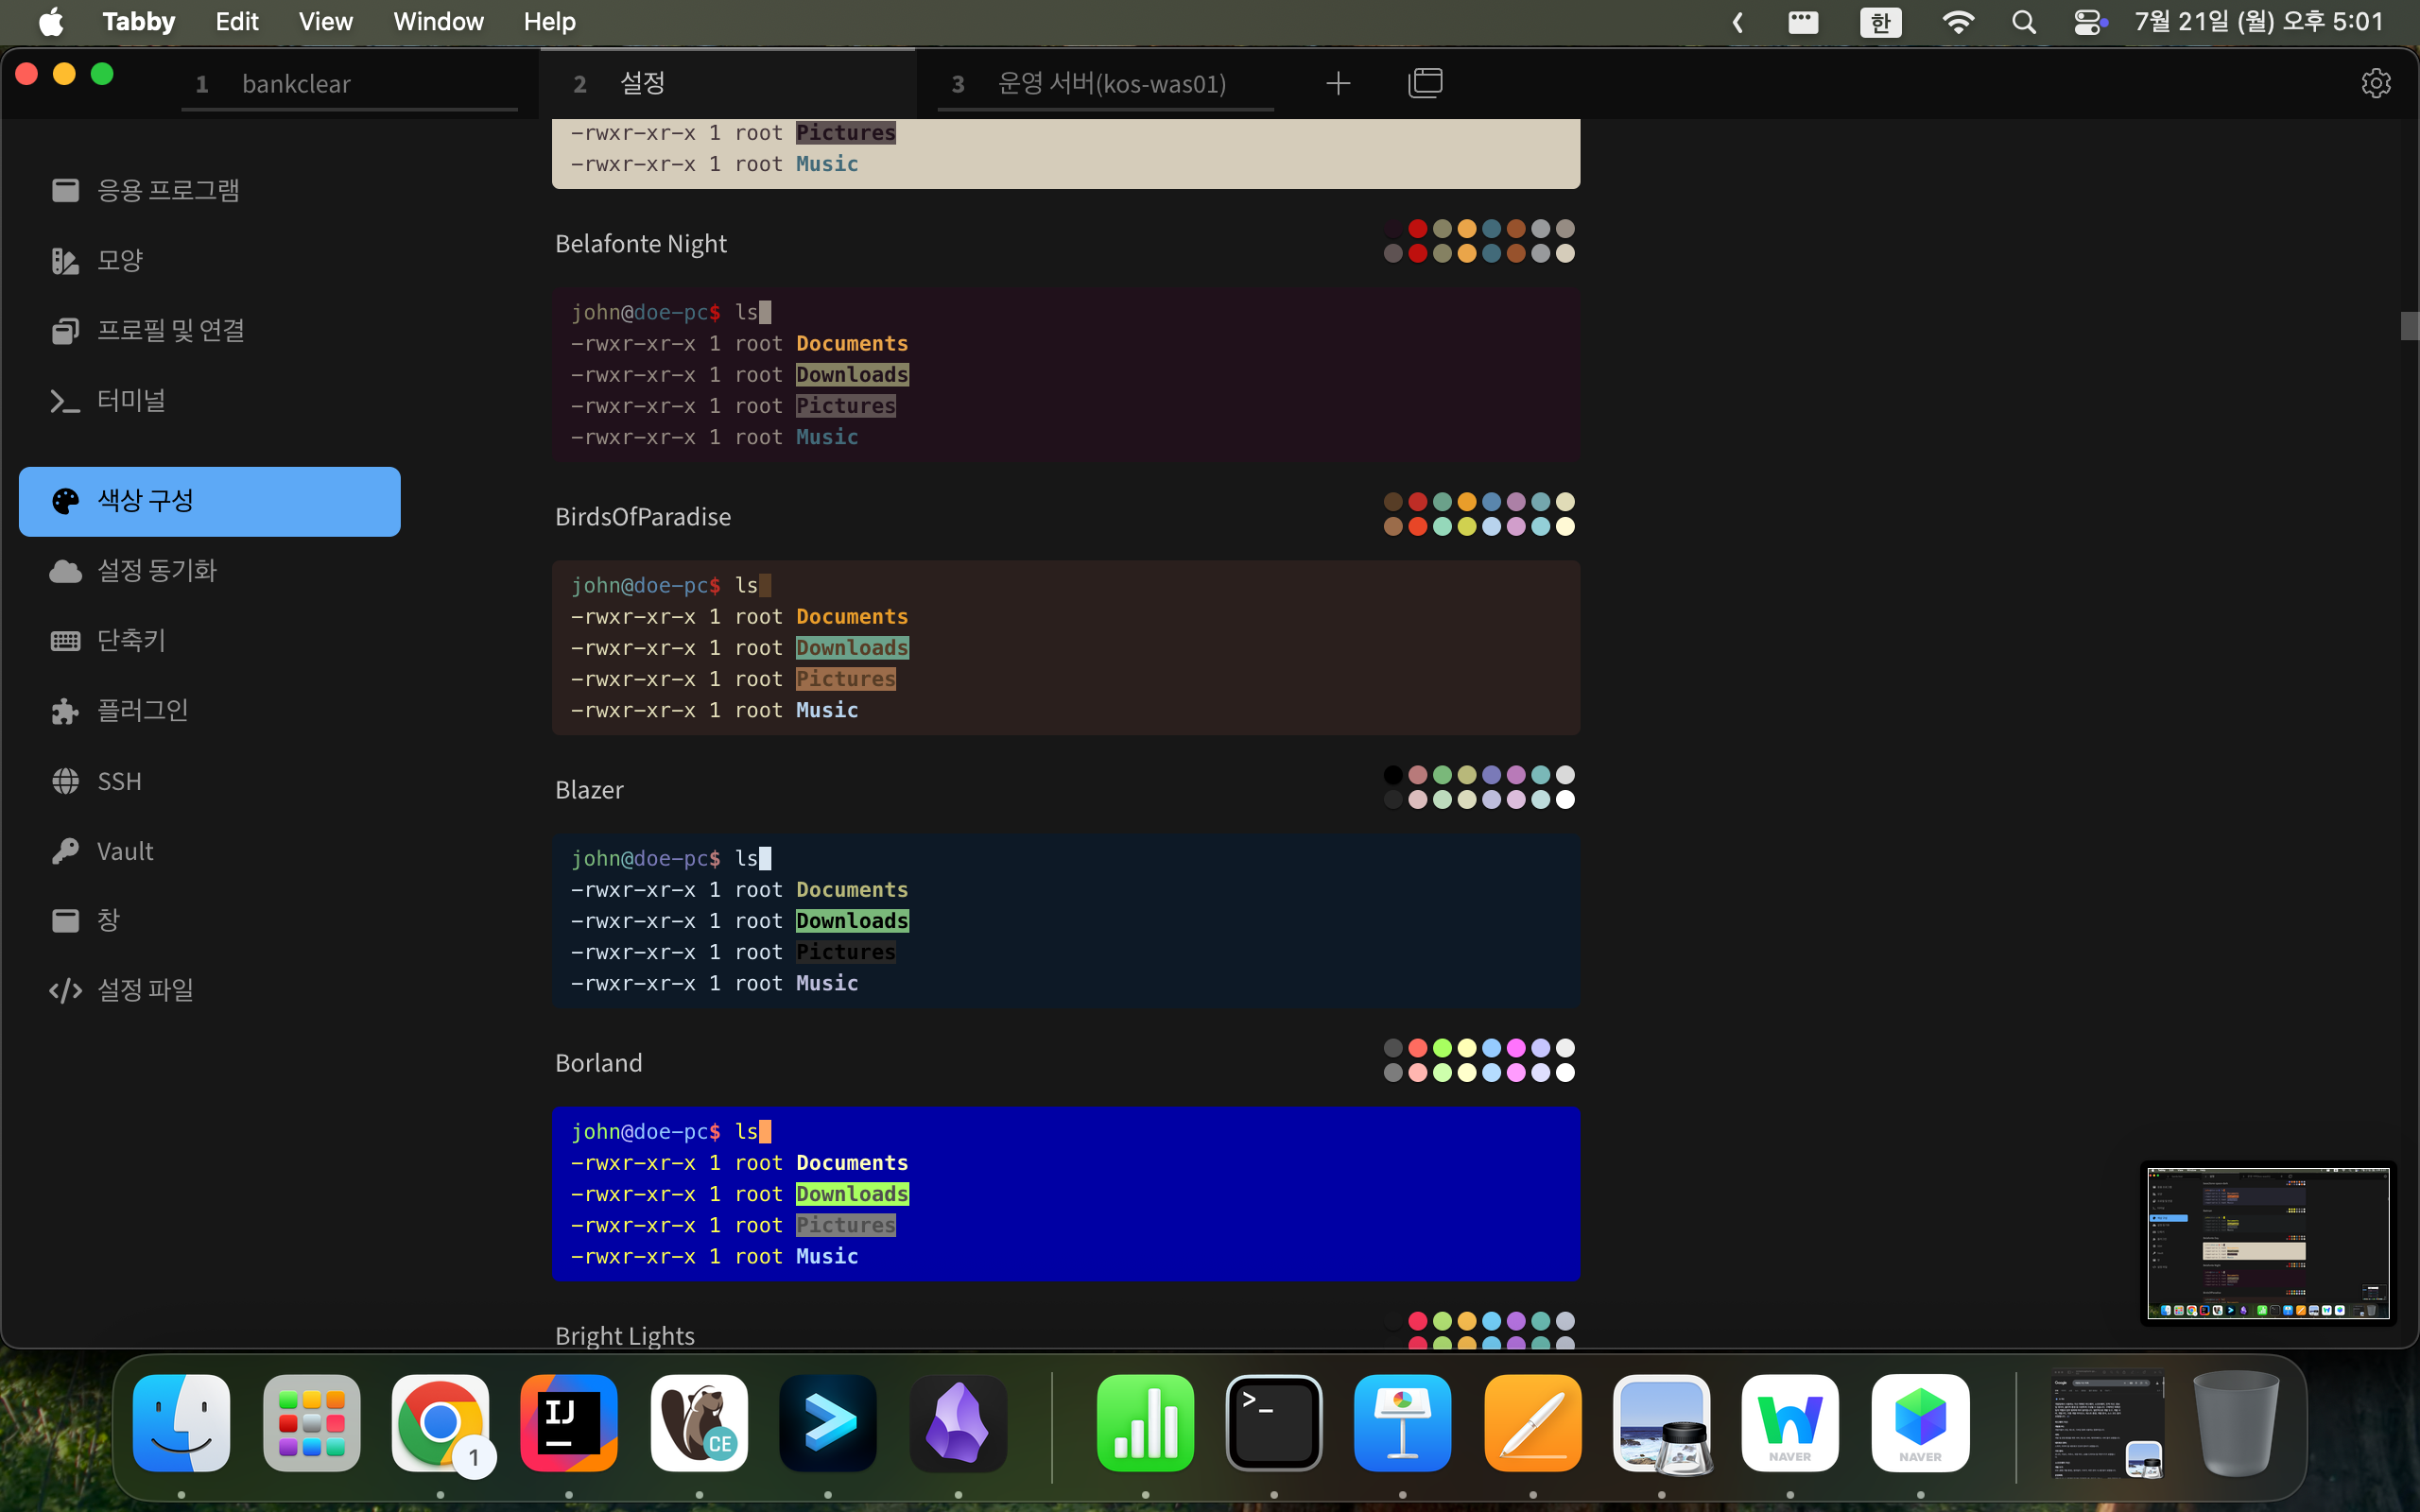 Tabby Edit View Window Help 한 7월 21일 (월) 오후 5:01
1 bankclear 2 설정 3 운영 서버(kos-was01)
응용 프로그램
모양
프로필 및 연결
터미널
색상 구성
설정 동기화
단축키
플러그인
SSH
Vault
창
설정 파일
-rwxr-xr-x 1 root Pictures
-rwxr-xr-x 1 root Music
Belafonte Night
john@doe-pc$ ls
-rwxr-xr-x 1 root Documents
-rwxr-xr-x 1 root Downloads
-rwxr-xr-x 1 root Pictures
-rwxr-xr-x 1 root Music
BirdsOfParadise
john@doe-pc$ ls
-rwxr-xr-x 1 root Documents
-rwxr-xr-x 1 root Downloads
-rwxr-xr-x 1 root Pictures
-rwxr-xr-x 1 root Music
Blazer
john@doe-pc$ ls
-rwxr-xr-x 1 root Documents
-rwxr-xr-x 1 root Downloads
-rwxr-xr-x 1 root Pictures
-rwxr-xr-x 1 root Music
Borland
john@doe-pc$ ls
-rwxr-xr-x 1 root Documents
-rwxr-xr-x 1 root Downloads
-rwxr-xr-x 1 root Pictures
-rwxr-xr-x 1 root Music
Bright Lights
1
IJ
CE
>_
NAVER
NAVER